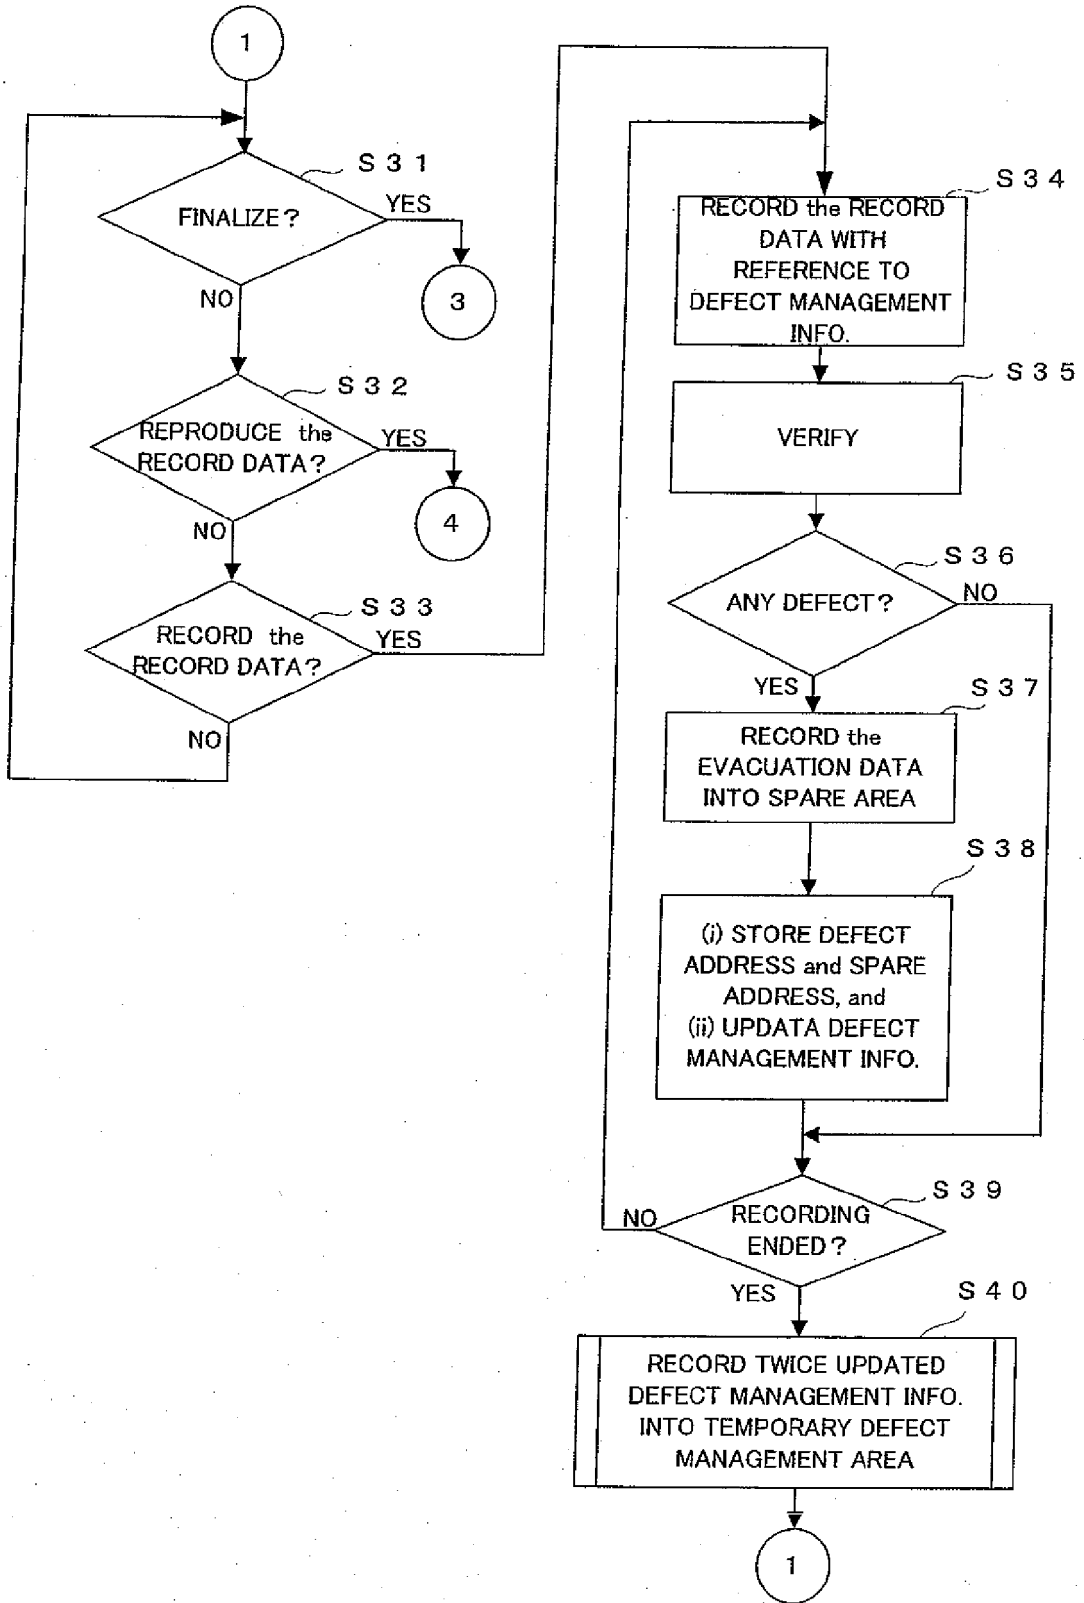 1
S31
FINALIZE?
YES
3
NO
S32
REPRODUCE the
RECORD DATA?
YES
4
NO
S33
RECORD the
RECORD DATA?
YES
NO
S34
RECORD the RECORD
DATA WITH
REFERENCE TO
DEFECT MANAGEMENT
INFO.
S35
VERIFY
S36
ANY DEFECT?
NO
YES
S37
RECORD the
EVACUATION DATA
INTO SPARE AREA
S38
(i) STORE DEFECT
ADDRESS and SPARE
ADDRESS, and
(ii) UPDATA DEFECT
MANAGEMENT INFO.
S39
RECORDING
ENDED?
NO
YES
S40
RECORD TWICE UPDATED
DEFECT MANAGEMENT INFO.
INTO TEMPORARY DEFECT
MANAGEMENT AREA
1